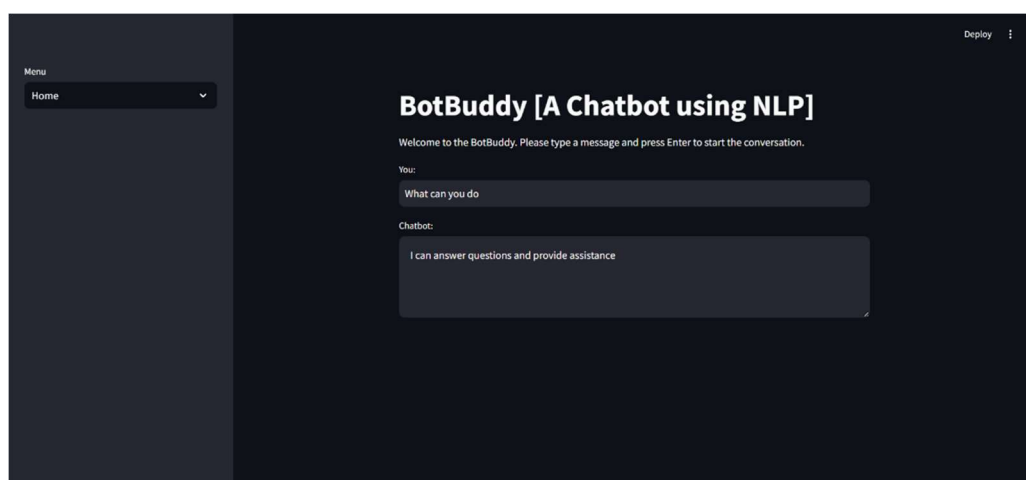 Deploy
Menu
Home
BotBuddy [A Chatbot using NLP]
Welcome to the BotBuddy. Please type a message and press Enter to start the conversation.
You:
What can you do
Chatbot:
I can answer questions and provide assistance